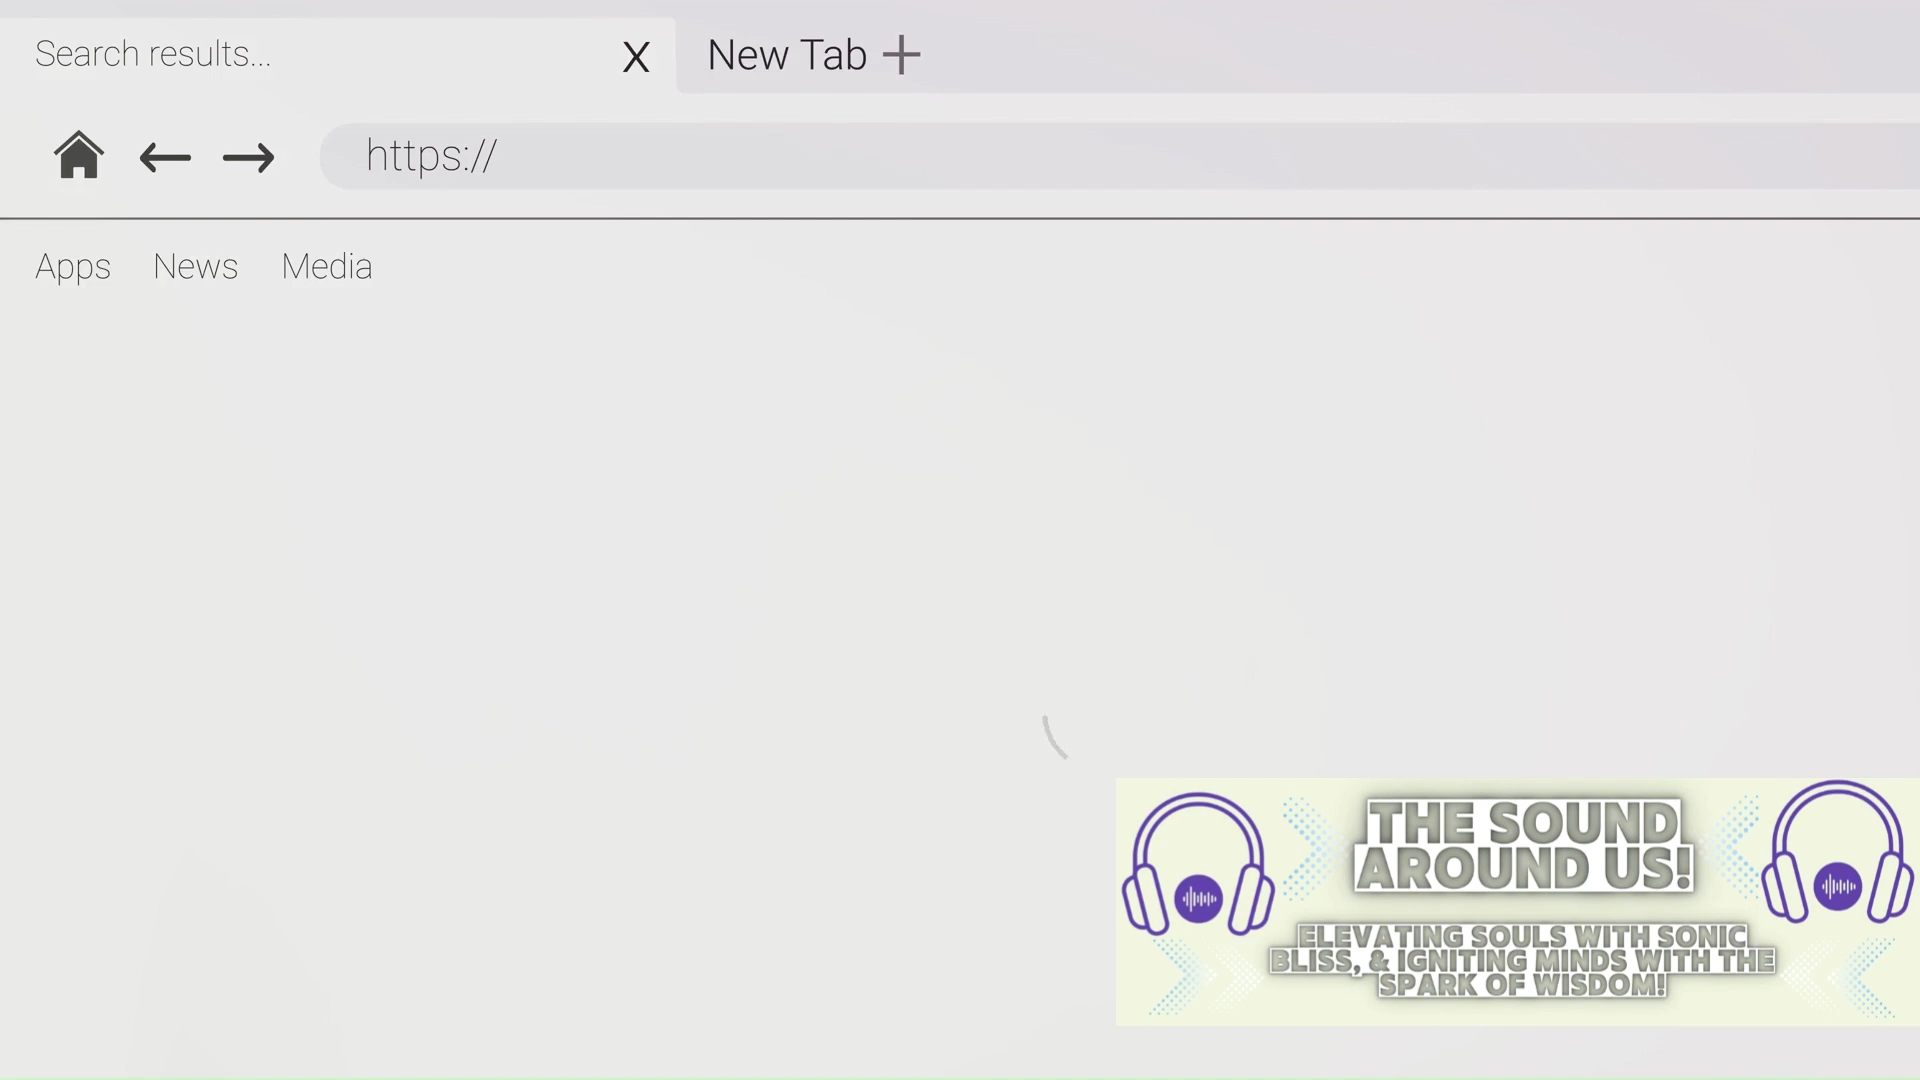 Search results...
X
New Tab +
https://
Apps News Media
THE SOUND
AROUND US!
ELEVATING SOULS WITH SONIC
BLISS, & IGNITING MINDS WITH THE
SPARK OF WISDOM!